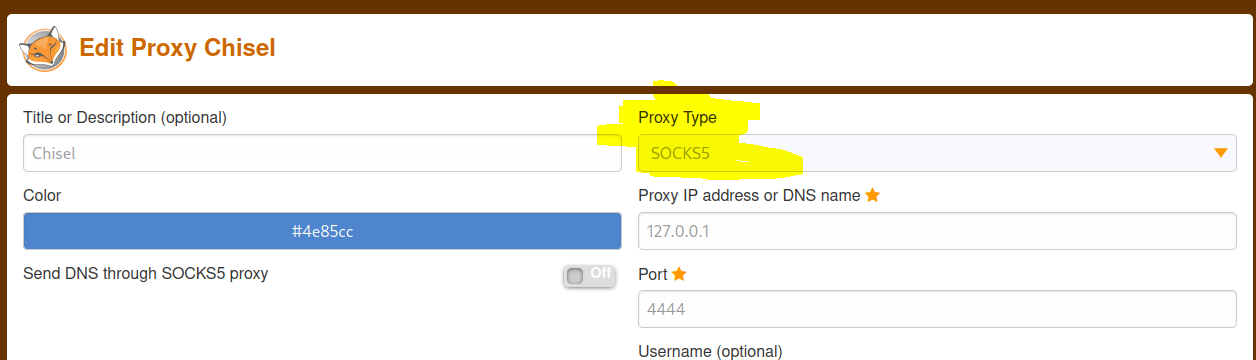 Edit Proxy Chisel
Title or Description (optional)
Chisel
Color
#4e85cc
Send DNS through SOCKS5 proxy
Off
Proxy Type
SOCKS5
Proxy IP address or DNS name
127.0.0.1
Port
4444
Username (optional)